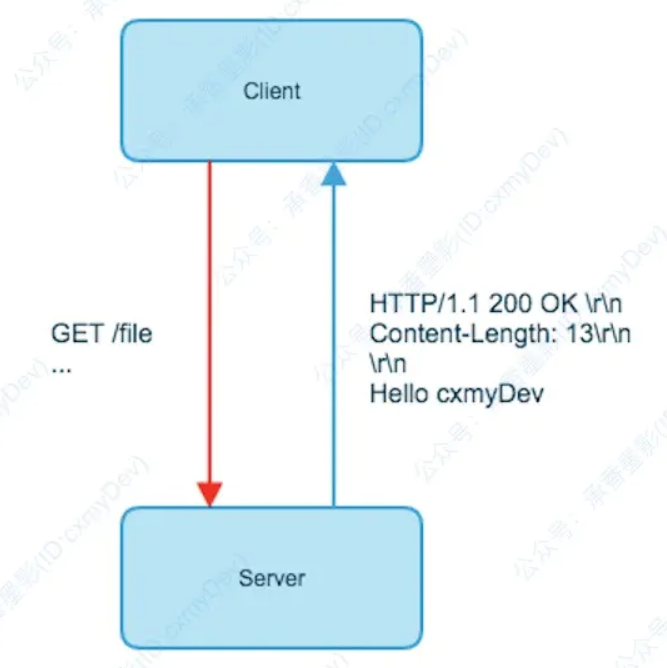 Client
GET /file
...
HTTP/1.1 200 OK \r\n
Content-Length: 13\r\n
\r\n
Hello cxmyDev
Server
公众号：承香墨影(ID:cxmyDev)